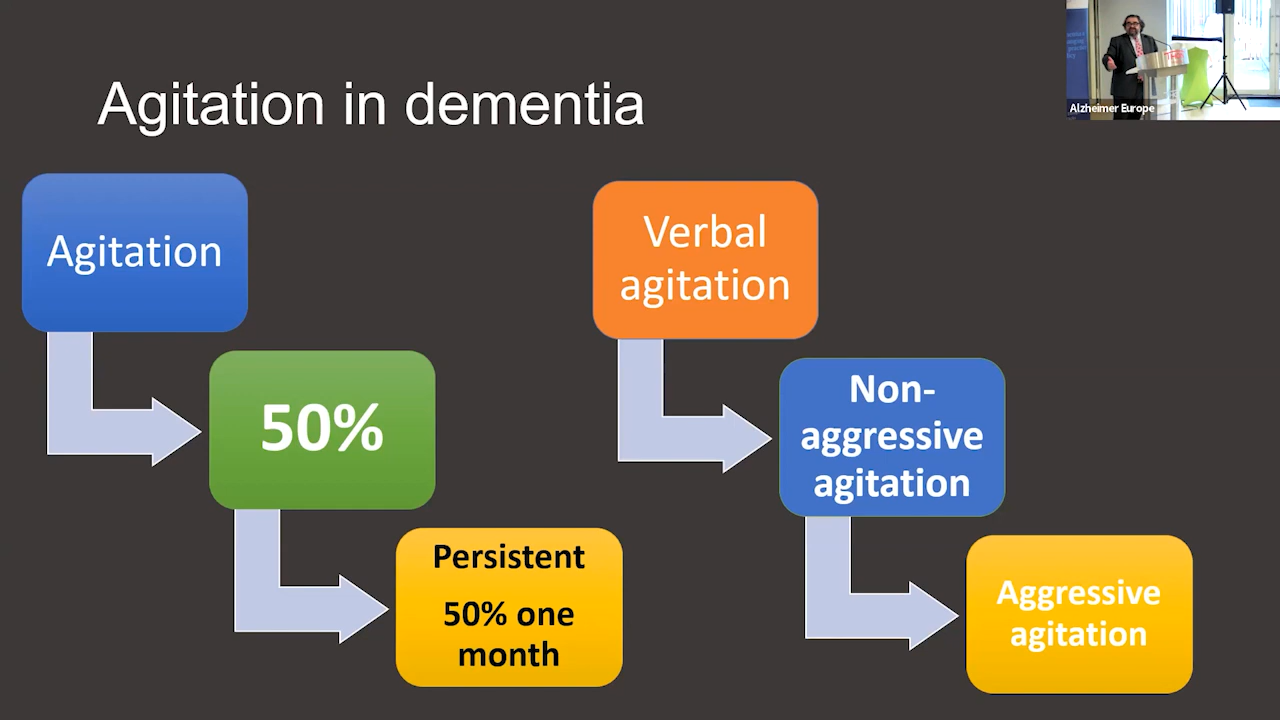 Agitation in dementia
Alzheimer Europe
Agitation
50%
Persistent
50% one
month
Verbal
agitation
Non-
aggressive
agitation
Aggressive
agitation